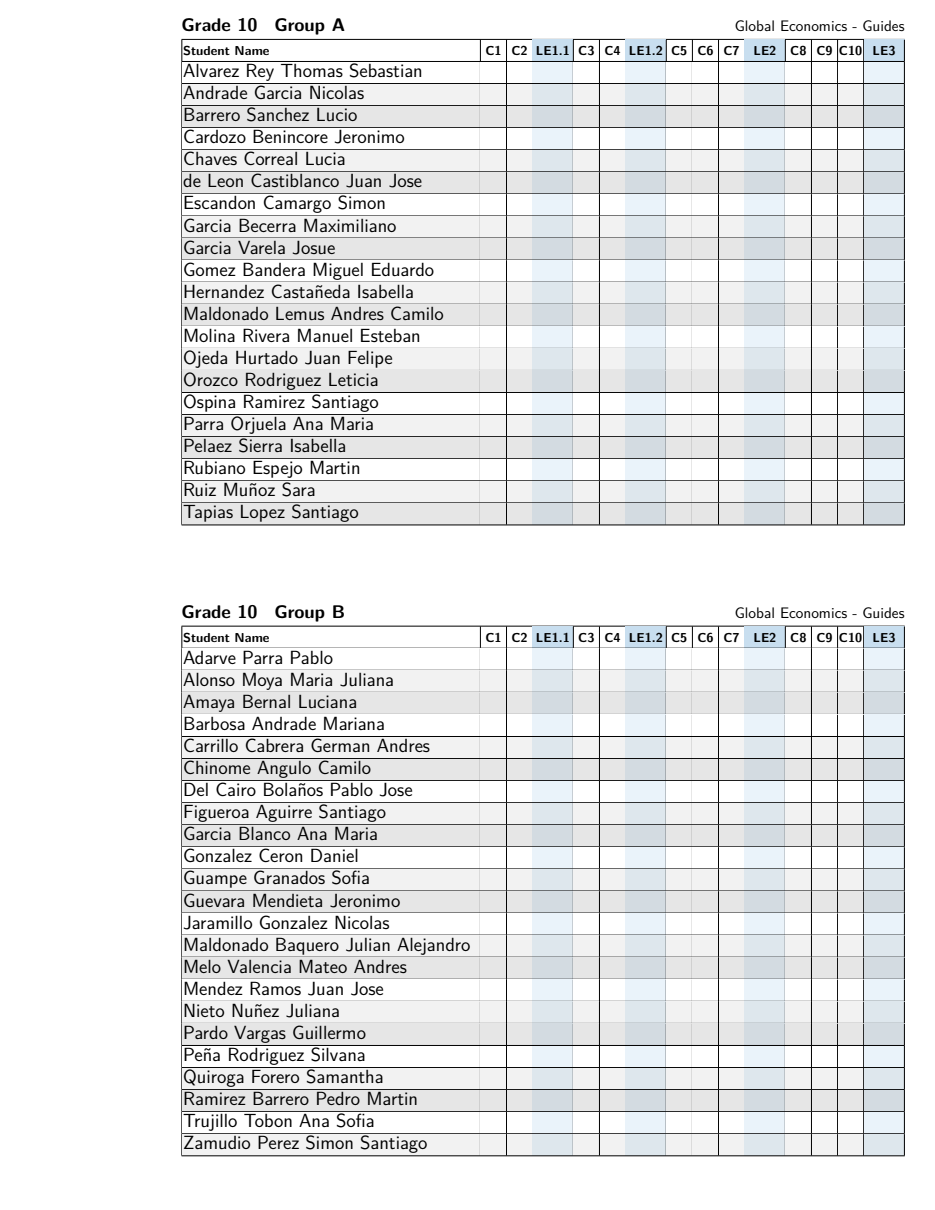 Grade 10 Group A Global Economics - Guides
Student Name C1 C2 LE1.1 C3 C4 LE1.2 C5 C6 C7 LE2 C8 C9 C10 LE3
Alvarez Rey Thomas Sebastian
Andrade Garcia Nicolas
Barrero Sanchez Lucio
Cardozo Benincore Jeronimo
Chaves Correal Lucia
de Leon Castiblanco Juan Jose
Escandon Camargo Simon
Garcia Becerra Maximiliano
Garcia Varela Josue
Gomez Bandera Miguel Eduardo
Hernandez Castañeda Isabella
Maldonado Lemus Andres Camilo
Molina Rivera Manuel Esteban
Ojeda Hurtado Juan Felipe
Orozco Rodriguez Leticia
Ospina Ramirez Santiago
Parra Orjuela Ana Maria
Pelaez Sierra Isabella
Rubiano Espejo Martin
Ruiz Muñoz Sara
Tapias Lopez Santiago
Grade 10 Group B Global Economics - Guides
Student Name C1 C2 LE1.1 C3 C4 LE1.2 C5 C6 C7 LE2 C8 C9 C10 LE3
Adarve Parra Pablo
Alonso Moya Maria Juliana
Amaya Bernal Luciana
Barbosa Andrade Mariana
Carrillo Cabrera German Andres
Chinome Angulo Camilo
Del Cairo Bolaños Pablo Jose
Figueroa Aguirre Santiago
Garcia Blanco Ana Maria
Gonzalez Ceron Daniel
Guampe Granados Sofia
Guevara Mendieta Jeronimo
Jaramillo Gonzalez Nicolas
Maldonado Baquero Julian Alejandro
Melo Valencia Mateo Andres
Mendez Ramos Juan Jose
Nieto Nuñez Juliana
Pardo Vargas Guillermo
Peña Rodriguez Silvana
Quiroga Forero Samantha
Ramirez Barrero Pedro Martin
Trujillo Tobon Ana Sofia
Zamudio Perez Simon Santiago